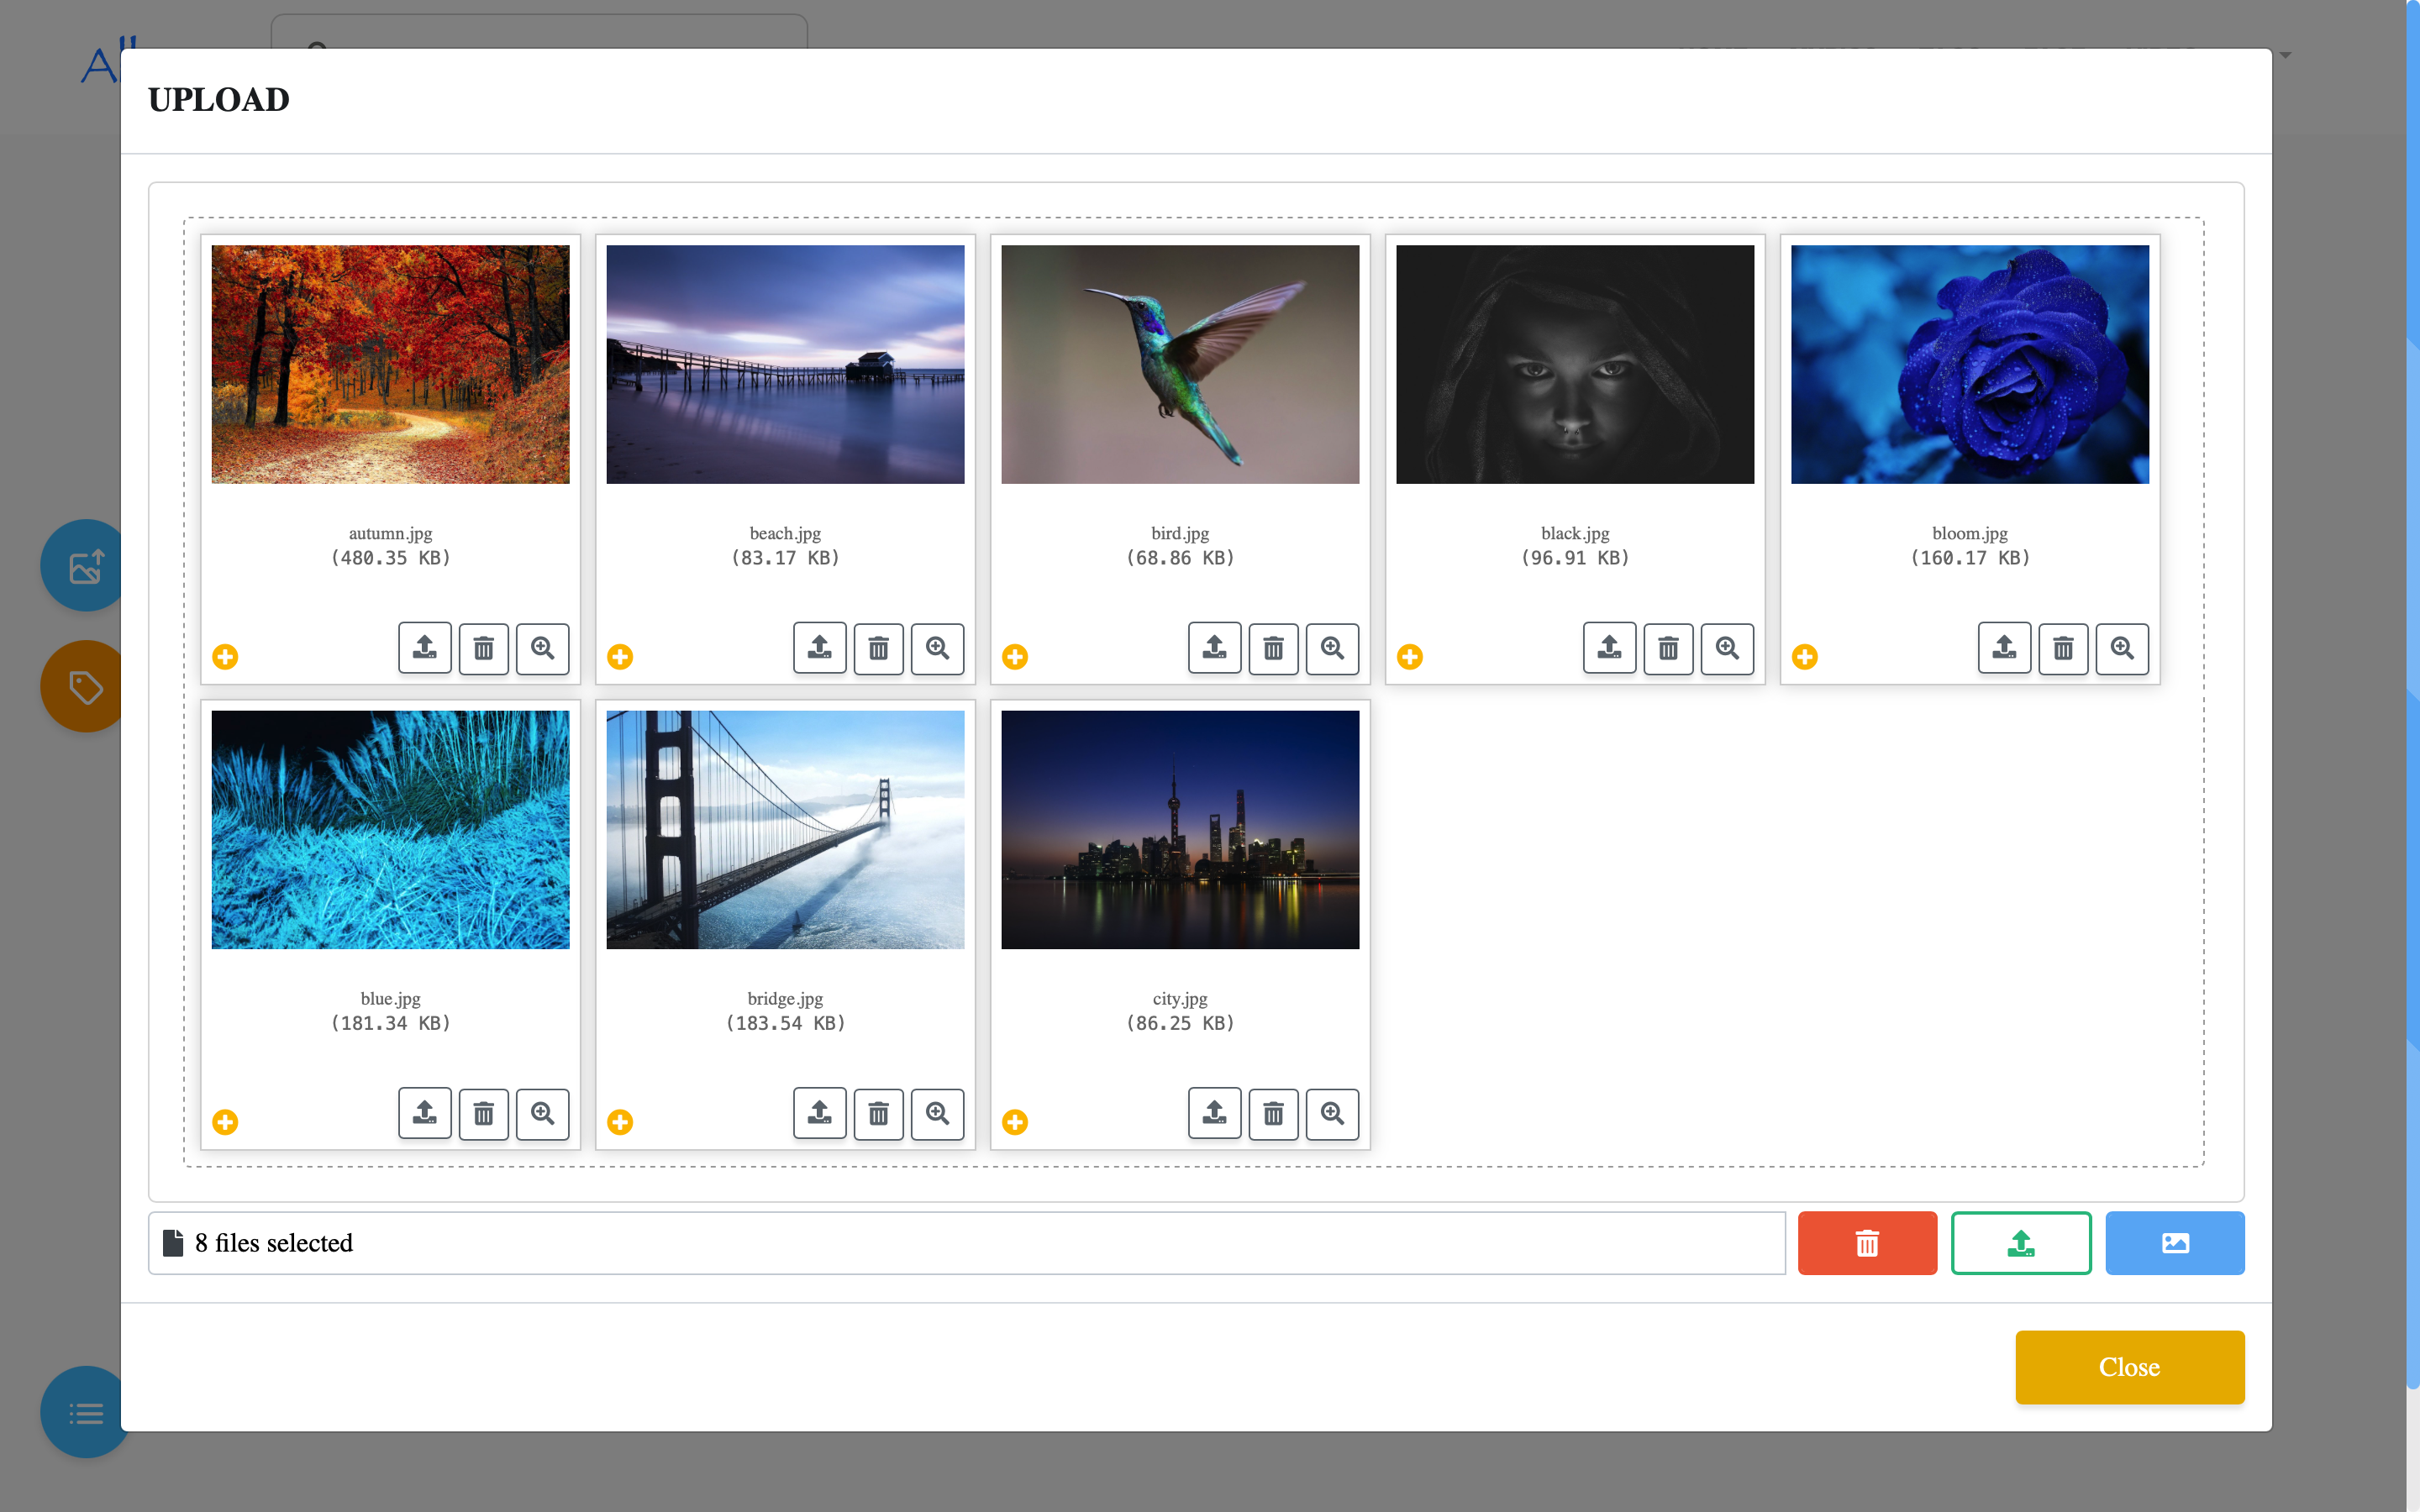 UPLOAD
autumn.jpg
(480.35 KB)
beach.jpg
(83.17 KB)
bird.jpg
(68.86 KB)
black.jpg
(96.91 KB)
bloom.jpg
(160.17 KB)
blue.jpg
(181.34 KB)
bridge.jpg
(183.54 KB)
city.jpg
(86.25 KB)
8 files selected
Close